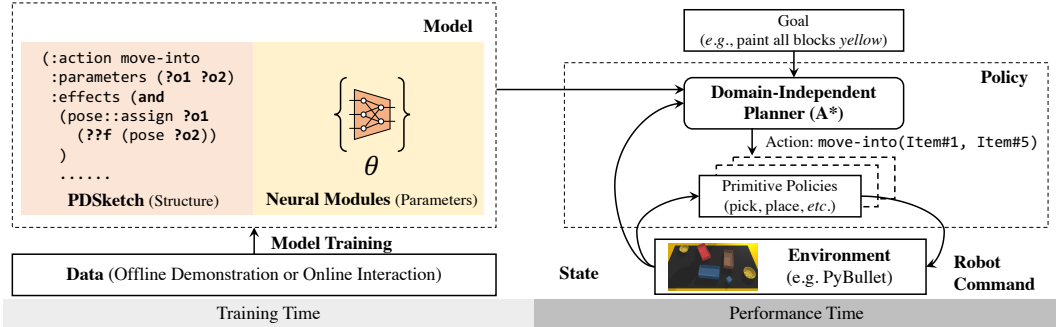 Model
(:action move-into
:parameters (?o1 ?o2)
:effects (and
(pose::assign ?o1
(??f (pose ?o2))
)
......
PDSketch (Structure)
{ }
θ
Neural Modules (Parameters)
Model Training
Data (Offline Demonstration or Online Interaction)
Training Time
Goal
(e.g., paint all blocks yellow)
Policy
Domain-Independent
Planner (A*)
Action: move-into(Item#1, Item#5)
Primitive Policies
(pick, place, etc.)
State
Environment
(e.g. PyBullet)
Robot
Command
Performance Time